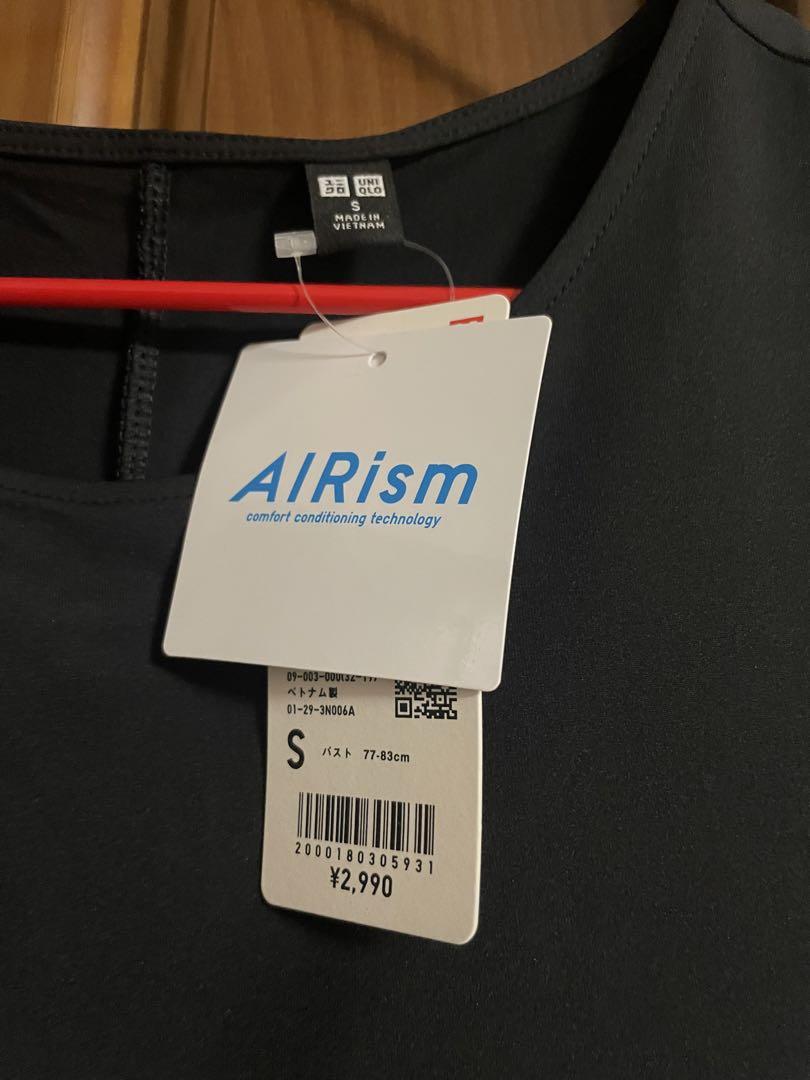 ユニ
クロ
UNI
QLO
S
MADE IN
VIETNAM
AIRism
comfort conditioning technology
ベトナム製
01-29-3N006A
S バスト 77-83cm
2000180305931
¥2,990